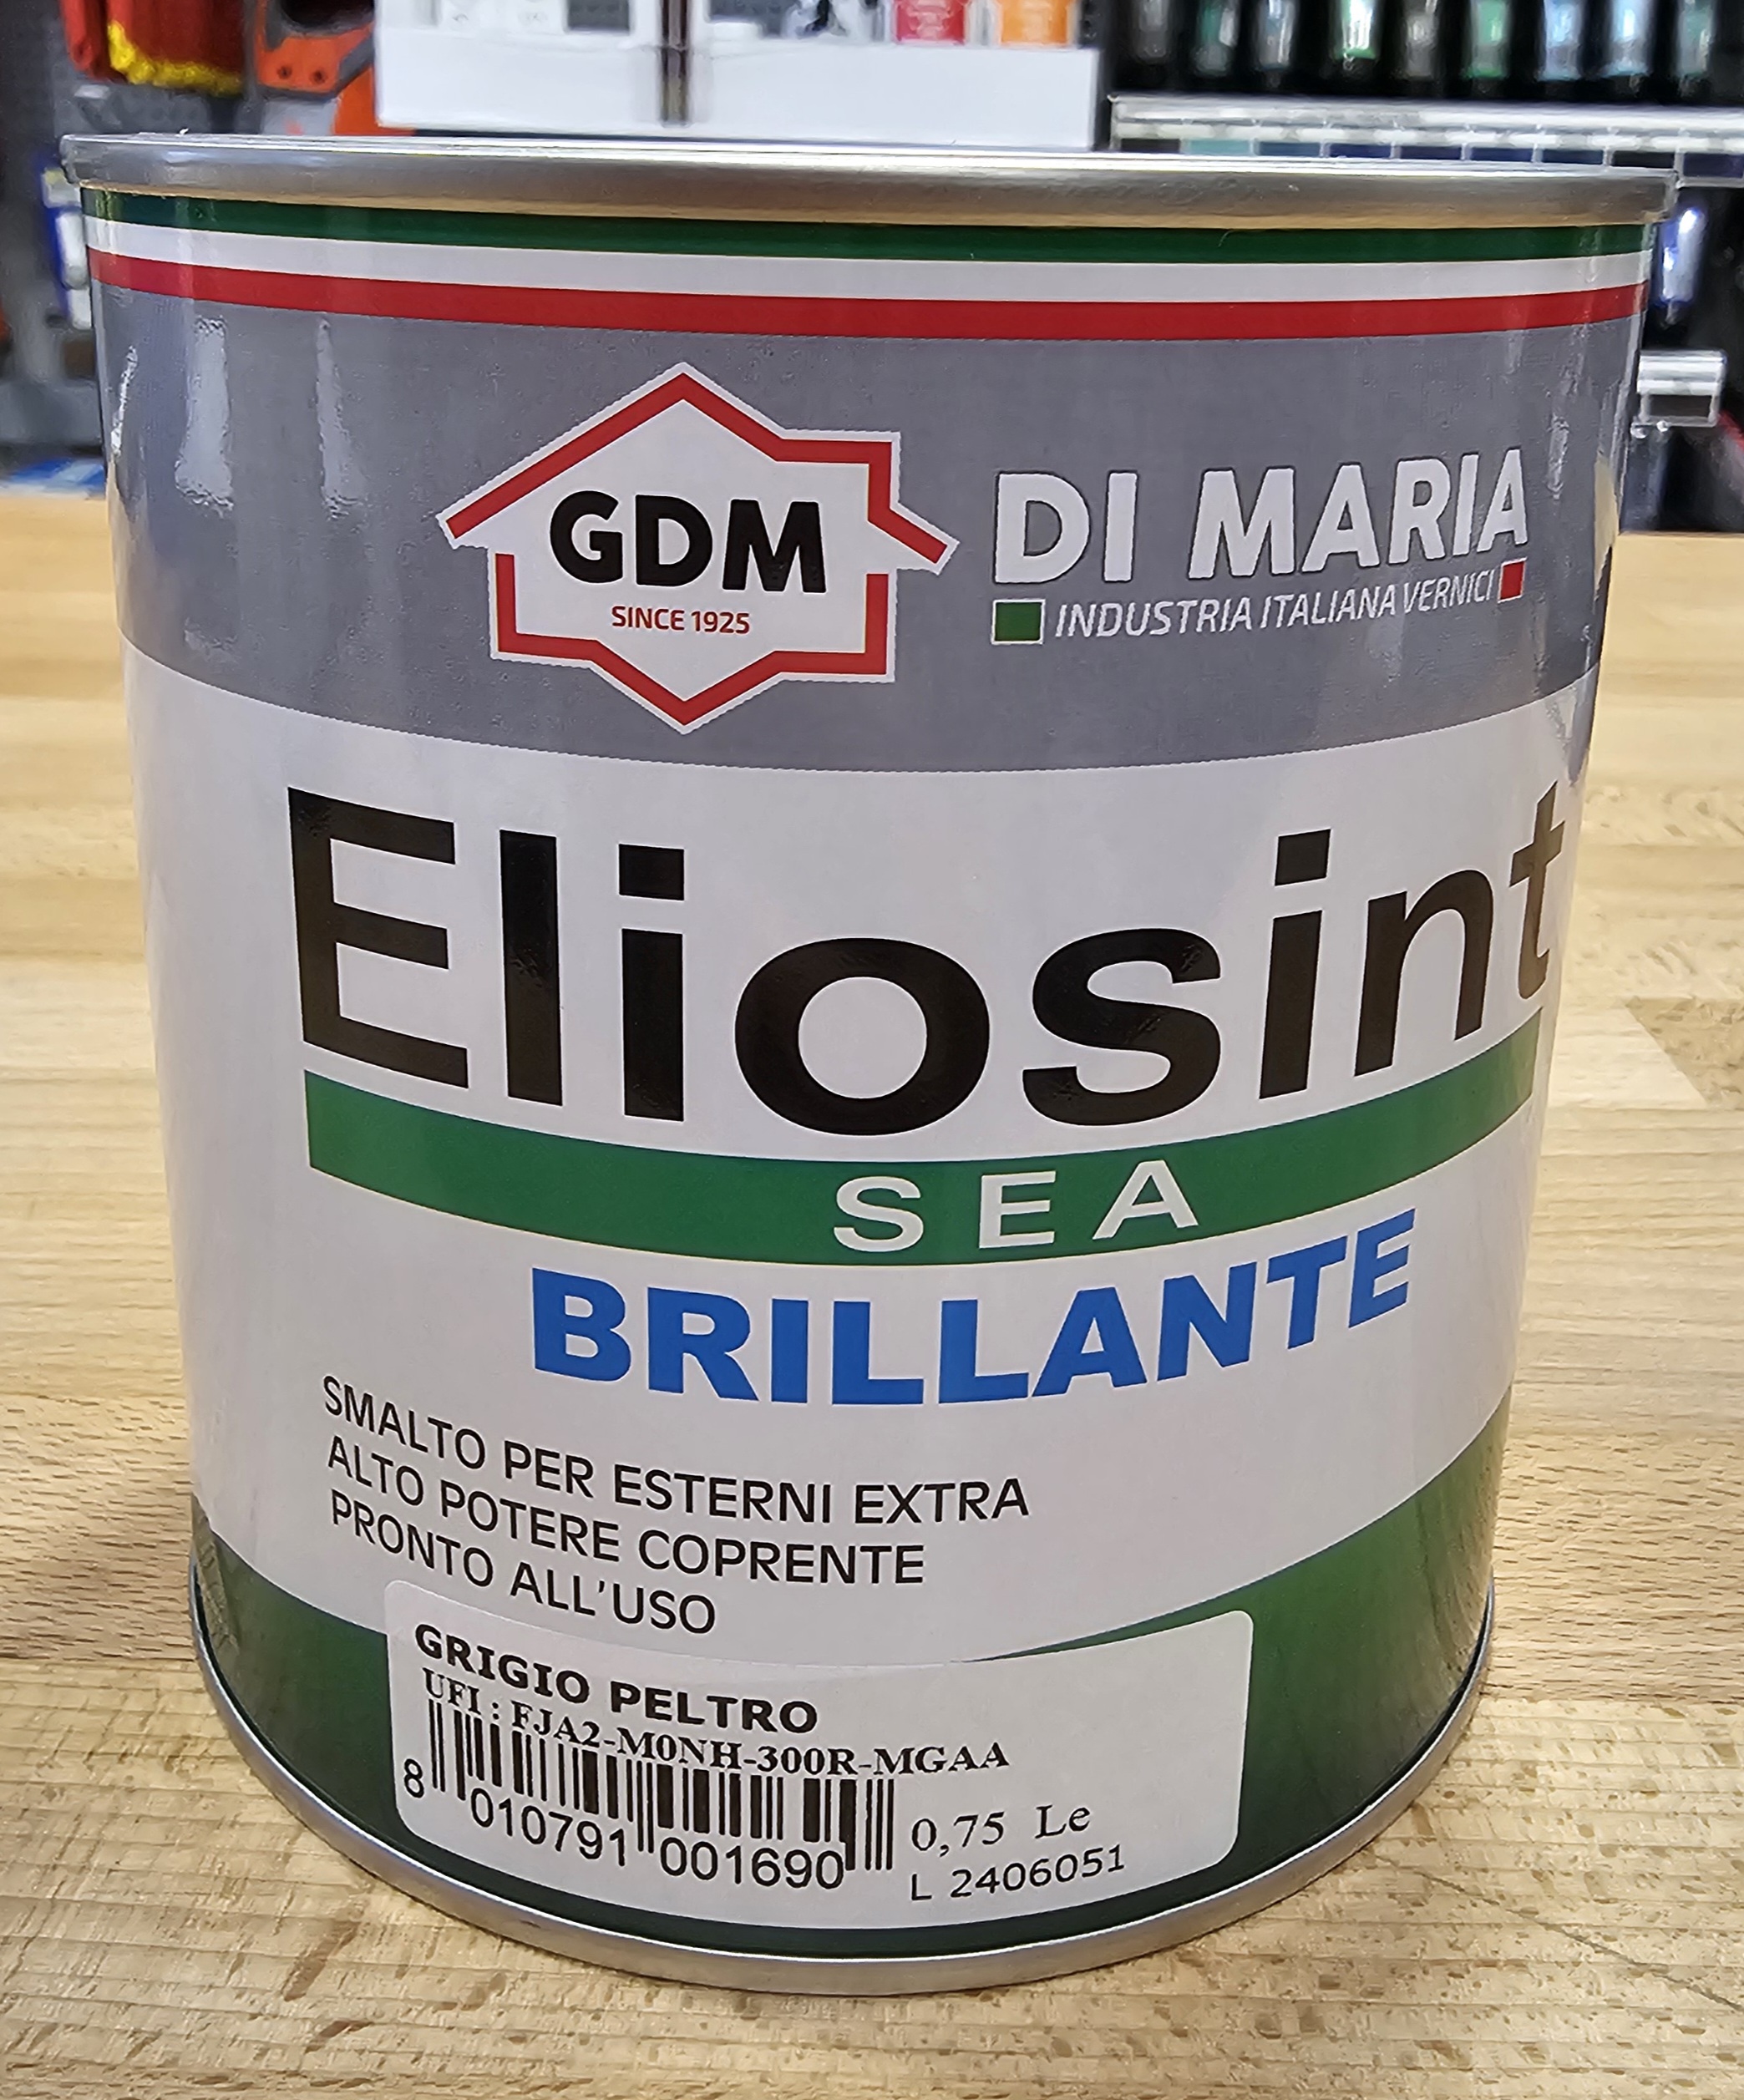 GDM
SINCE 1925
DI MARIA
INDUSTRIA ITALIANA VERNICI
Eliosint
SEA
BRILLANTE
SMALTO PER ESTERNI EXTRA
ALTO POTERE COPRENTE
PRONTO ALL'USO
GRIGIO PELTRO
UFI : FJA2-M0NH-300R-MGAA
8 010791 001690
0,75 Le
L 2406051